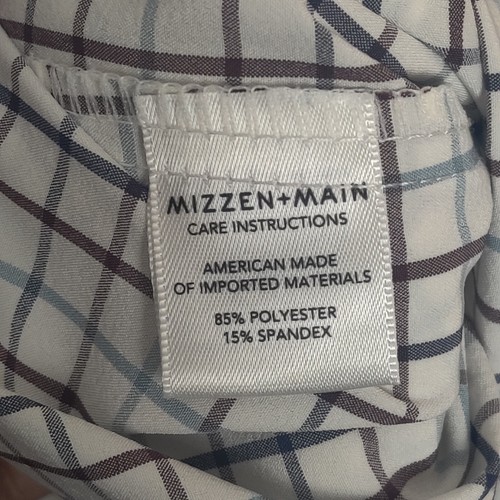 MIZZEN+MAIN
CARE INSTRUCTIONS
AMERICAN MADE
OF IMPORTED MATERIALS
85% POLYESTER
15% SPANDEX